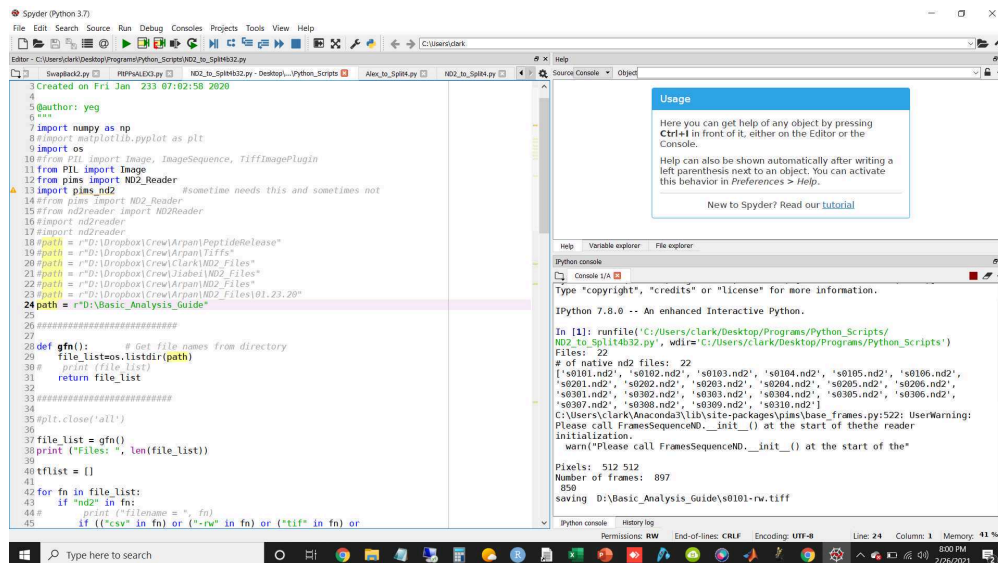 Spyder (Python 3.7)
File Edit Search Source Run Debug Consoles Projects Tools View Help
C:\Users\clark
Editor - C:\Users\clark\Desktop\Programs\Python_Scripts\ND2_to_Split4b32.py
SwapBack2.py PltPPsALEX3.py ND2_to_Split4b32.py - Desktop\...\Python_Scripts Alex_to_Split4.py ND2_to_Split4.py
3 Created on Fri Jan 233 07:02:58 2020
4
5 @author: yeg
6 """
7 import numpy as np
8 #import matplotlib.pyplot as plt
9 import os
10 #from PIL import Image, ImageSequence, TiffImagePlugin
11 from PIL import Image
12 from pims import ND2_Reader
13 import pims_nd2 #sometime needs this and sometimes not
14 #from pims import ND2_Reader
15 #from nd2reader import ND2Reader
16 #import nd2reader
17 #import nd2reader
18 #path = r"D:\Dropbox\Crew\Arpan\PeptideRelease"
19 #path = r"D:\Dropbox\Crew\Arpan\Tiffs"
20 #path = r"D:\Dropbox\Crew\Clark\ND2_Files"
21 #path = r"D:\Dropbox\Crew\Jiabei\ND2_Files"
22 #path = r"D:\Dropbox\Crew\Arpan\ND2_Files"
23 #path = r"D:\Dropbox\Crew\Arpan\ND2_Files\01.23.20"
24 path = r"D:\Basic_Analysis_Guide"
25
26 ############################
27
28 def gfn(): # Get file names from directory
29 file_list=os.listdir(path)
30 # print (file_list)
31 return file_list
32
33 ###########################
34
35 #plt.close('all')
36
37 file_list = gfn()
38 print ("Files: ", len(file_list))
39
40 tflist = []
41
42 for fn in file_list:
43 if "nd2" in fn:
44 # print ("filename = ", fn)
45 if (("csv" in fn) or ("-rw" in fn) or ("tif" in fn) or
Help
Source Console Object
Usage
Here you can get help of any object by pressing
Ctrl+I in front of it, either on the Editor or the
Console.
Help can also be shown automatically after writing a
left parenthesis next to an object. You can activate
this behavior in Preferences > Help.
New to Spyder? Read our tutorial
Help Variable explorer File explorer
IPython console
Console 1/A
Type "copyright", "credits" or "license" for more information.
IPython 7.8.0 -- An enhanced Interactive Python.
In [1]: runfile('C:/Users/clark/Desktop/Programs/Python_Scripts/
ND2_to_Split4b32.py', wdir='C:/Users/clark/Desktop/Programs/Python_Scripts')
Files: 22
# of native nd2 files: 22
['s0101.nd2', 's0102.nd2', 's0103.nd2', 's0104.nd2', 's0105.nd2', 's0106.nd2',
's0201.nd2', 's0202.nd2', 's0203.nd2', 's0204.nd2', 's0205.nd2', 's0206.nd2',
's0301.nd2', 's0302.nd2', 's0303.nd2', 's0304.nd2', 's0305.nd2', 's0306.nd2',
's0307.nd2', 's0308.nd2', 's0309.nd2', 's0310.nd2']
C:\Users\clark\Anaconda3\lib\site-packages\pims\base_frames.py:522: UserWarning:
Please call FramesSequenceND.__init__() at the start of thethe reader
initialization.
warn("Please call FramesSequenceND.__init__() at the start of the"
Pixels: 512 512
Number of frames: 897
850
saving D:\Basic_Analysis_Guide\s0101-rw.tiff
IPython console History log
Permissions: RW End-of-lines: CRLF Encoding: UTF-8 Line: 24 Column: 1 Memory: 41 %
Type here to search
8:00 PM
2/26/2021